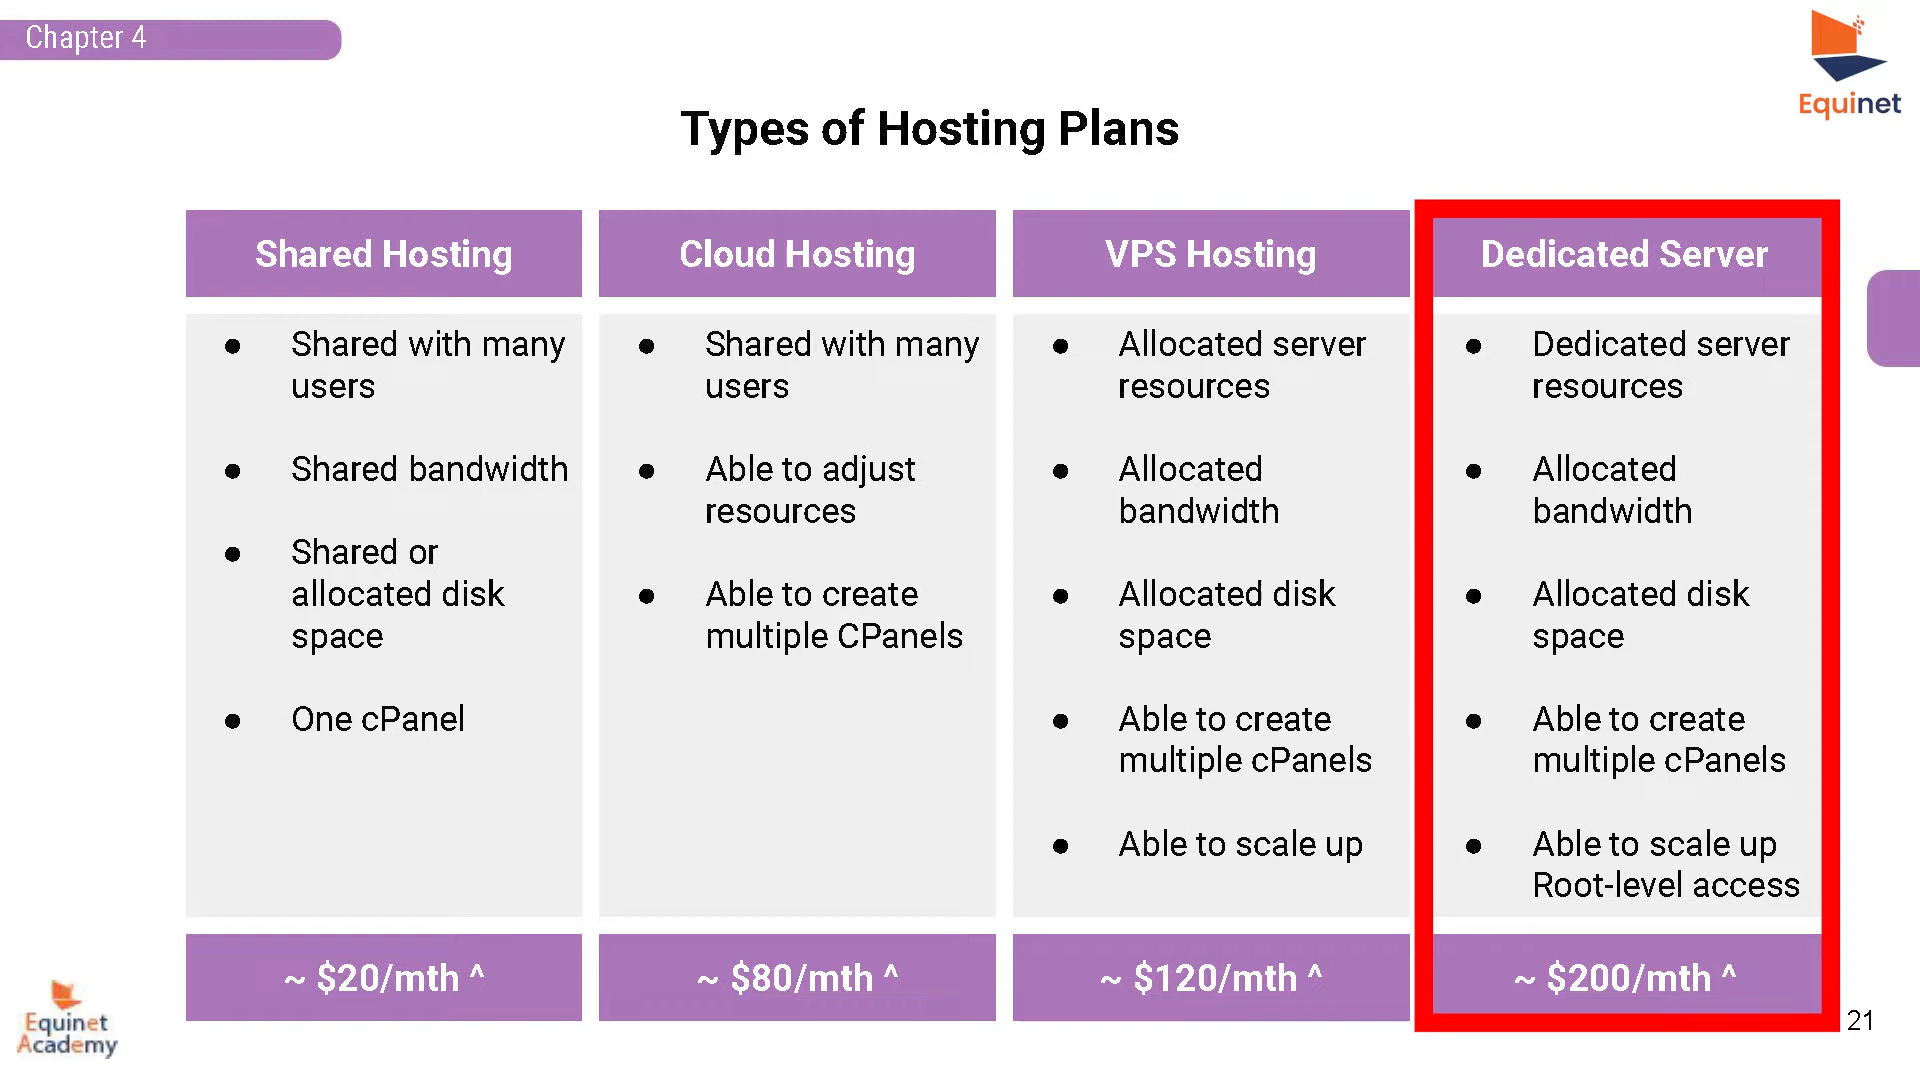 Chapter 4
Equinet
Types of Hosting Plans
Shared Hosting
● Shared with many
users
● Shared bandwidth
● Shared or
allocated disk
space
● One cPanel
~ $20/mth ^
Cloud Hosting
● Shared with many
users
● Able to adjust
resources
● Able to create
multiple CPanels
~ $80/mth ^
VPS Hosting
● Allocated server
resources
● Allocated
bandwidth
● Allocated disk
space
● Able to create
multiple cPanels
● Able to scale up
~ $120/mth ^
Dedicated Server
● Dedicated server
resources
● Allocated
bandwidth
● Allocated disk
space
● Able to create
multiple cPanels
● Able to scale up
Root-level access
~ $200/mth ^
Equinet
Academy
21